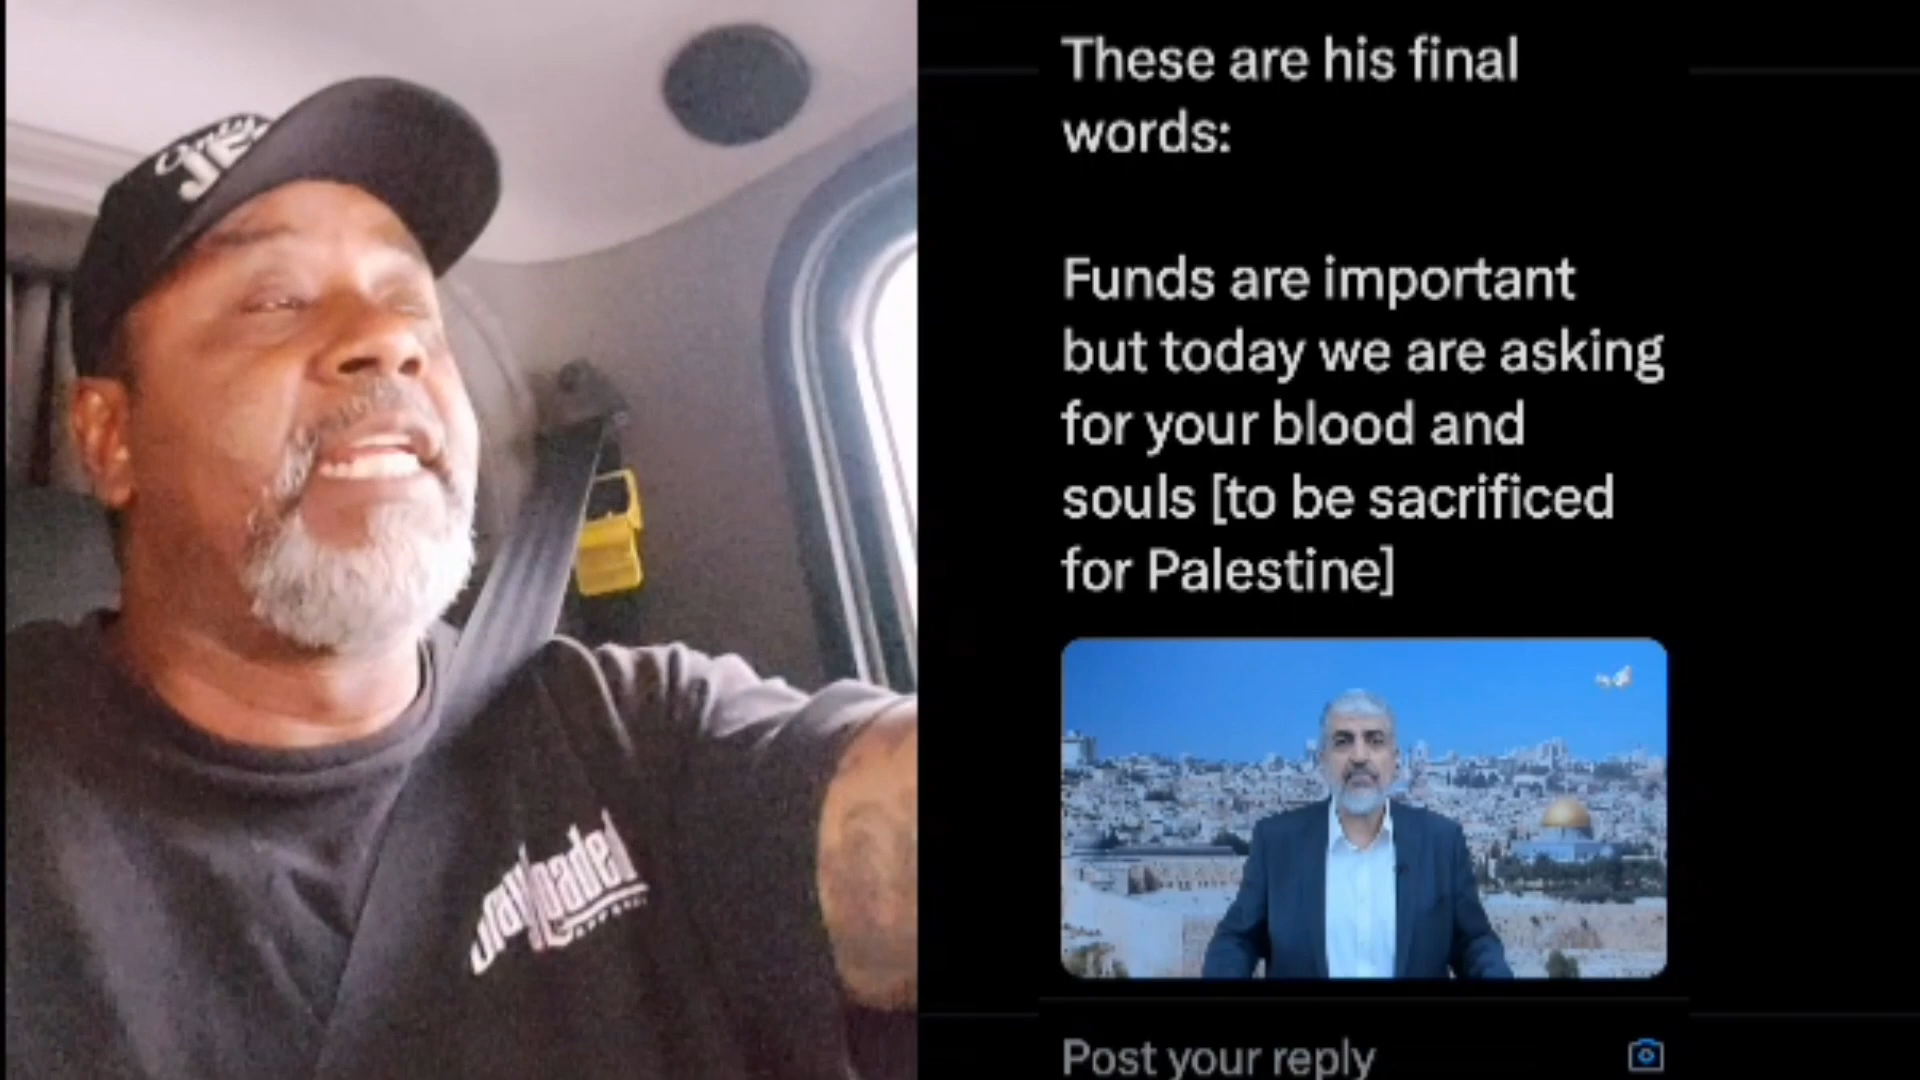 These are his final
words:
Funds are important
but today we are asking
for your blood and
souls [to be sacrificed
for Palestine]
Post your reply